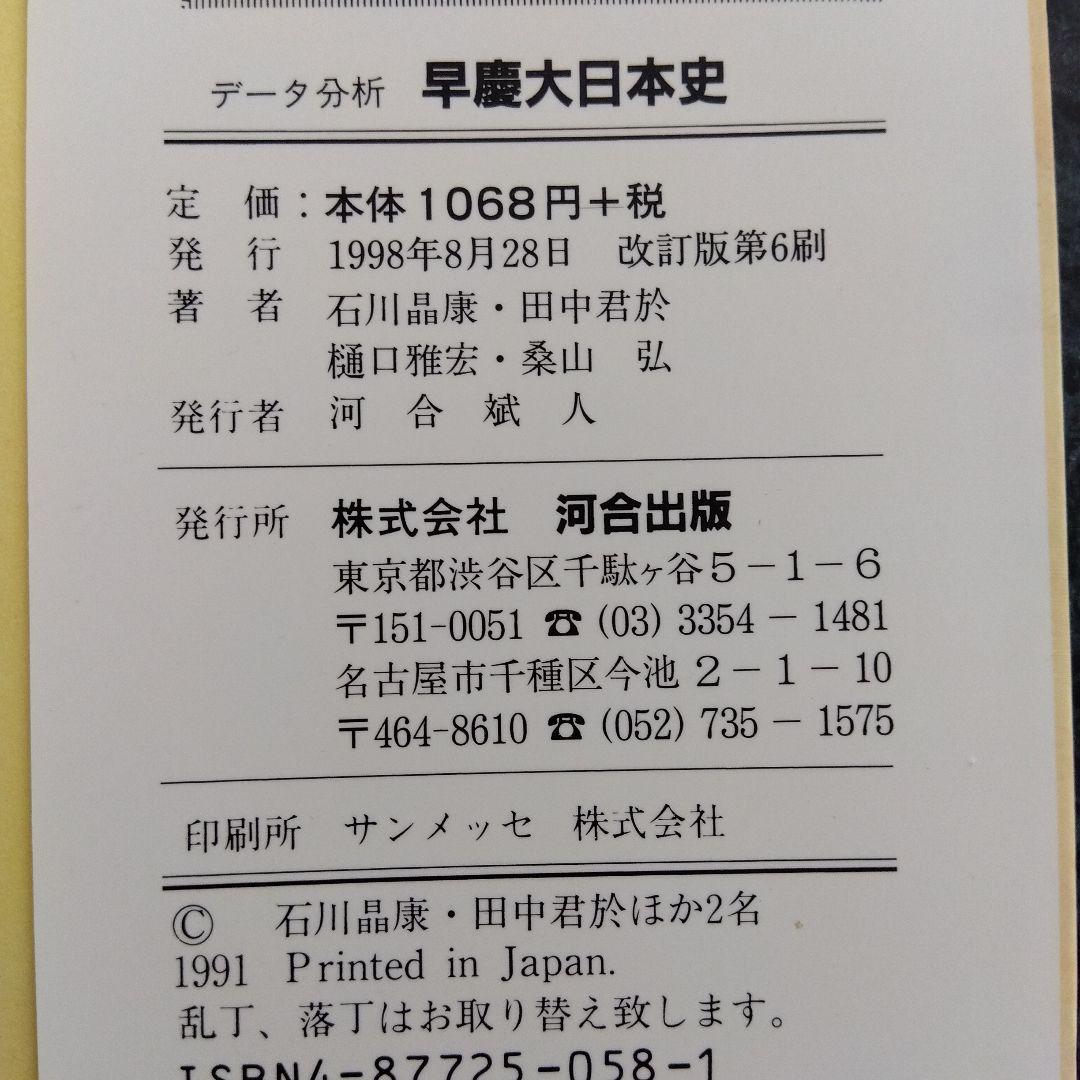 データ分析 早慶大日本史
定　価：本体1068円＋税
発　行　1998年8月28日　改訂版第6刷
著　者　石川晶康・田中君於
樋口雅宏・桑山　弘
発行者　河　合　斌　人
発行所　株式会社　河合出版
東京都渋谷区千駄ヶ谷5－1－6
〒151-0051 ☎ (03) 3354－1481
名古屋市千種区今池 2－1－10
〒464-8610 ☎ (052) 735－1575
印刷所　サンメッセ　株式会社
©　石川晶康・田中君於ほか2名
1991 Printed in Japan.
乱丁、落丁はお取り替え致します。
ISBN4-87725-058-1